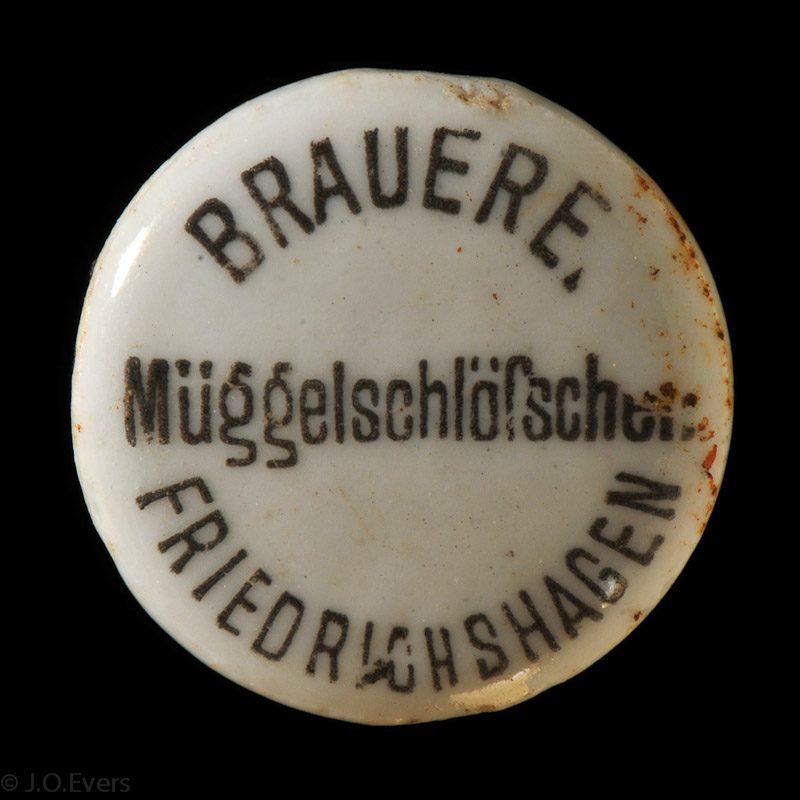 BRAUERE.
Müggelschlöſschen
FRIEDRICHSHAGEN
© J.O.Evers